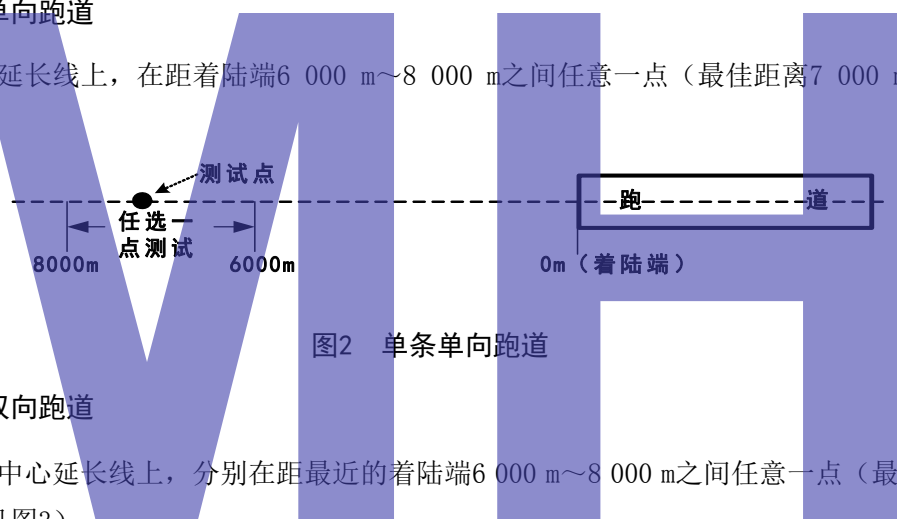 单向跑道
延长线上，在距着陆端6 000 m～8 000 m之间任意一点（最佳距离7 000 m
测试点
跑 道
任选一
点测试
8000m 6000m 0m（着陆端）
图2 单条单向跑道
双向跑道
中心延长线上，分别在距最近的着陆端6 000 m～8 000 m之间任意一点（最
见图3）
MH